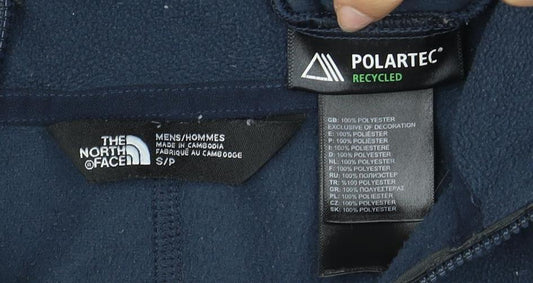 POLARTEC®
RECYCLED
GB: 100% POLYESTER
EXCLUSIVE OF DECORATION
E: 100% POLIÉSTER
P: 100% POLIÉSTER
I: 100% POLIESTERE
D: 100% POLYESTER
NL: 100% POLYESTER
F: 100% POLYESTER
RU: 100% ПОЛИЭСТЕР
TR: %100 POLYESTER
GR: 100% ΠΟΛΥΕΣΤΕΡΑΣ
PL: 100% POLIESTER
CZ: 100% POLYESTER
SK: 100% POLYESTER
THE
NORTH
FACE®
MENS/HOMMES
MADE IN CAMBODIA
FABRIQUÉ AU CAMBODGE
S/P